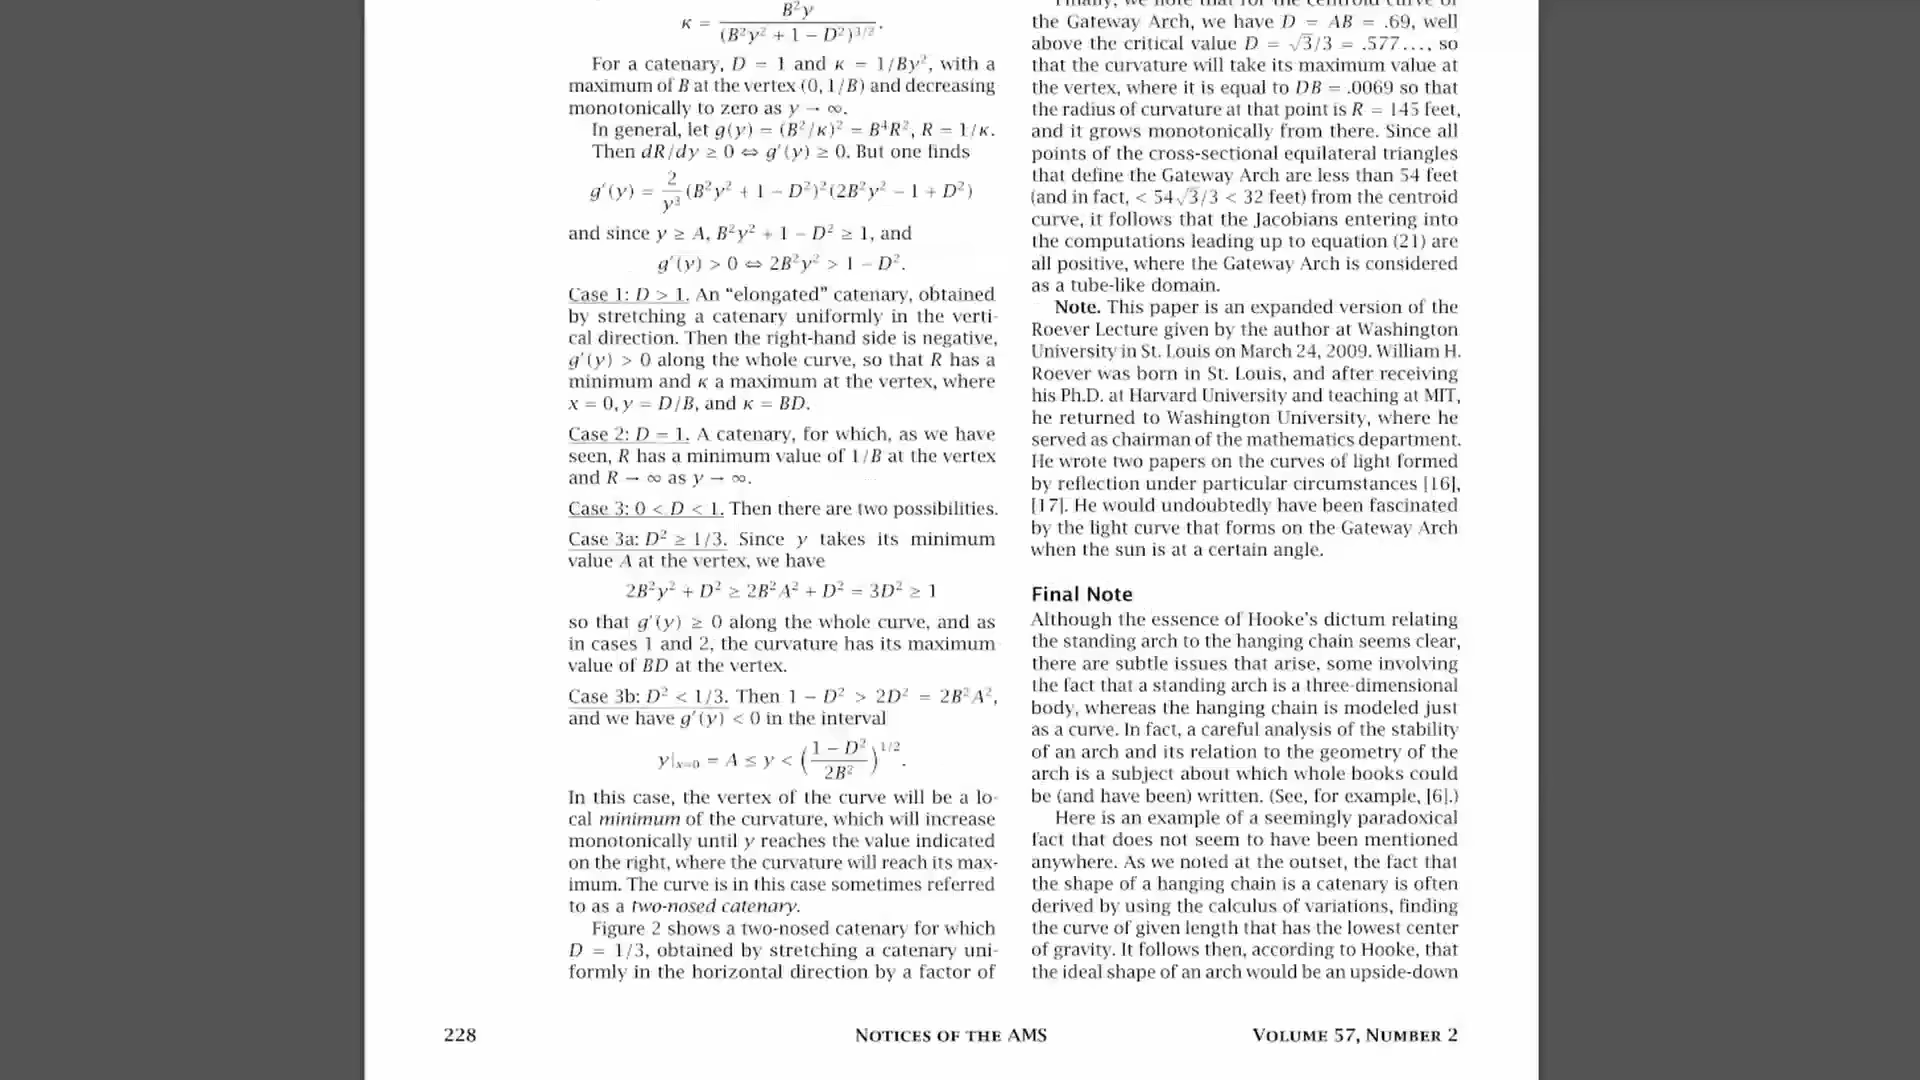 κ = B²y / (B²y² + 1 − D²)³ᐟ² .
For a catenary, D = 1 and κ = 1/By², with a
maximum of B at the vertex (0, 1/B) and decreasing
monotonically to zero as y → ∞.
In general, let g(y) = (B²/κ)² = B⁴R², R = 1/κ.
Then dR/dy ≥ 0 ⇔ g′(y) ≥ 0. But one finds
g′(y) = 2/y³ (B²y² + 1 − D²)²(2B²y² − 1 + D²)
and since y ≥ A, B²y² + 1 − D² ≥ 1, and
g′(y) > 0 ⇔ 2B²y² > 1 − D².
Case 1: D > 1. An “elongated” catenary, obtained
by stretching a catenary uniformly in the verti-
cal direction. Then the right-hand side is negative,
g′(y) > 0 along the whole curve, so that R has a
minimum and κ a maximum at the vertex, where
x = 0, y = D/B, and κ = BD.
Case 2: D = 1. A catenary, for which, as we have
seen, R has a minimum value of 1/B at the vertex
and R → ∞ as y → ∞.
Case 3: 0 < D < 1. Then there are two possibilities.
Case 3a: D² ≥ 1/3. Since y takes its minimum
value A at the vertex, we have
2B²y² + D² ≥ 2B²A² + D² = 3D² ≥ 1
so that g′(y) ≥ 0 along the whole curve, and as
in cases 1 and 2, the curvature has its maximum
value of BD at the vertex.
Case 3b: D² < 1/3. Then 1 − D² > 2D² = 2B²A²,
and we have g′(y) < 0 in the interval
y|x=0 = A ≤ y < ((1 − D²)/2B²)^1/2 .
In this case, the vertex of the curve will be a lo-
cal minimum of the curvature, which will increase
monotonically until y reaches the value indicated
on the right, where the curvature will reach its max-
imum. The curve is in this case sometimes referred
to as a two-nosed catenary.
Figure 2 shows a two-nosed catenary for which
D = 1/3, obtained by stretching a catenary uni-
formly in the horizontal direction by a factor of
Finally, we note that for the centroid curve of
the Gateway Arch, we have D = AB = .69, well
above the critical value D = √3/3 = .577..., so
that the curvature will take its maximum value at
the vertex, where it is equal to DB = .0069 so that
the radius of curvature at that point is R = 145 feet,
and it grows monotonically from there. Since all
points of the cross-sectional equilateral triangles
that define the Gateway Arch are less than 54 feet
(and in fact, < 54√3/3 < 32 feet) from the centroid
curve, it follows that the Jacobians entering into
the computations leading up to equation (21) are
all positive, where the Gateway Arch is considered
as a tube-like domain.
Note. This paper is an expanded version of the
Roever Lecture given by the author at Washington
University in St. Louis on March 24, 2009. William H.
Roever was born in St. Louis, and after receiving
his Ph.D. at Harvard University and teaching at MIT,
he returned to Washington University, where he
served as chairman of the mathematics department.
He wrote two papers on the curves of light formed
by reflection under particular circumstances [16],
[17]. He would undoubtedly have been fascinated
by the light curve that forms on the Gateway Arch
when the sun is at a certain angle.
Final Note
Although the essence of Hooke’s dictum relating
the standing arch to the hanging chain seems clear,
there are subtle issues that arise, some involving
the fact that a standing arch is a three-dimensional
body, whereas the hanging chain is modeled just
as a curve. In fact, a careful analysis of the stability
of an arch and its relation to the geometry of the
arch is a subject about which whole books could
be (and have been) written. (See, for example, [6].)
Here is an example of a seemingly paradoxical
fact that does not seem to have been mentioned
anywhere. As we noted at the outset, the fact that
the shape of a hanging chain is a catenary is often
derived by using the calculus of variations, finding
the curve of given length that has the lowest center
of gravity. It follows then, according to Hooke, that
the ideal shape of an arch would be an upside-down
228
NOTICES OF THE AMS
VOLUME 57, NUMBER 2